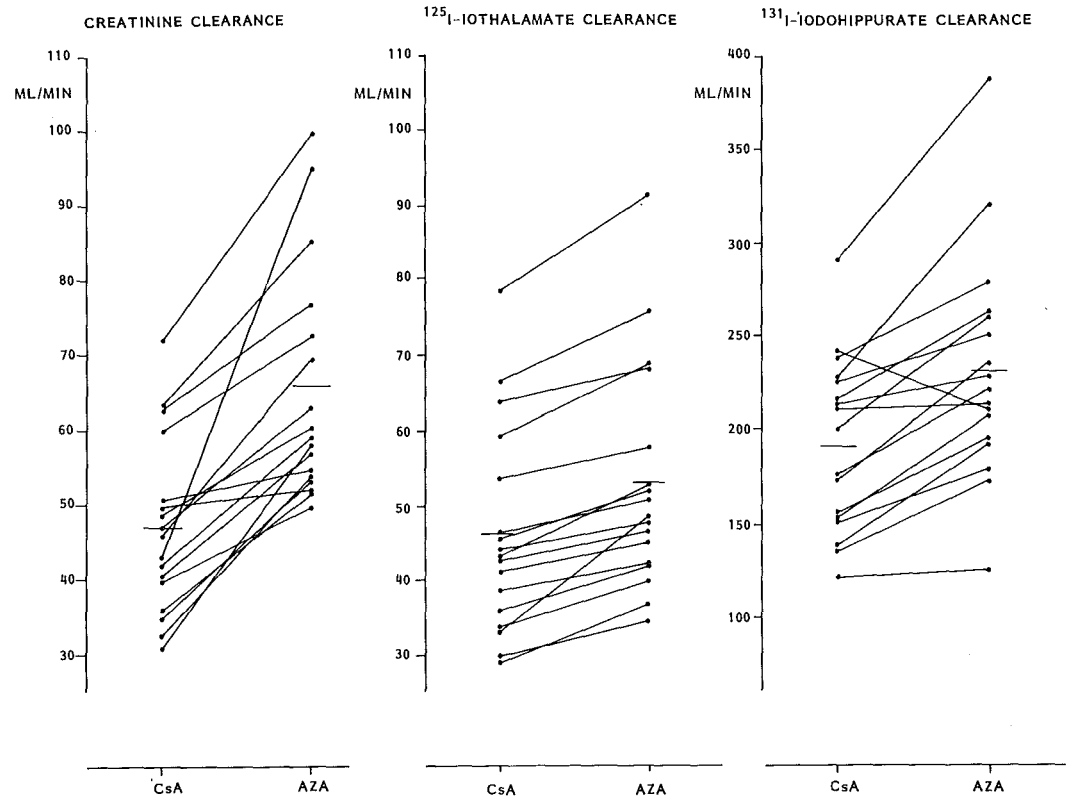 CREATININE CLEARANCE
110
ML/MIN
100
90
80
70
60
50
40
30
CsA AZA
125I-IOTHALAMATE CLEARANCE
110
ML/MIN
100
90
80
70
60
50
40
30
CsA AZA
131I-IODOHIPPURATE CLEARANCE
400
ML/MIN
350
300
250
200
150
100
CsA AZA